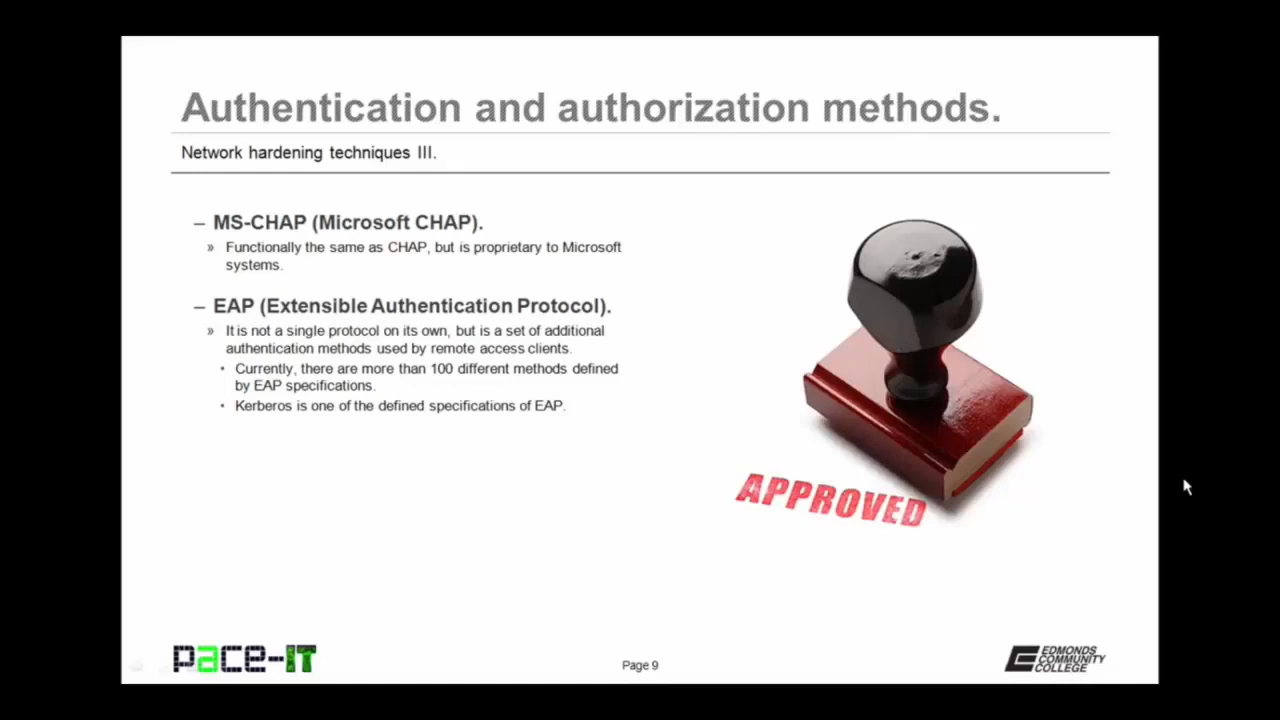 Authentication and authorization methods.
Network hardening techniques III.
– MS-CHAP (Microsoft CHAP).
» Functionally the same as CHAP, but is proprietary to Microsoft
systems.
– EAP (Extensible Authentication Protocol).
» It is not a single protocol on its own, but is a set of additional
authentication methods used by remote access clients.
• Currently, there are more than 100 different methods defined
by EAP specifications.
• Kerberos is one of the defined specifications of EAP.
APPROVED
pace-IT
Page 9
EDMONDS
COMMUNITY
COLLEGE